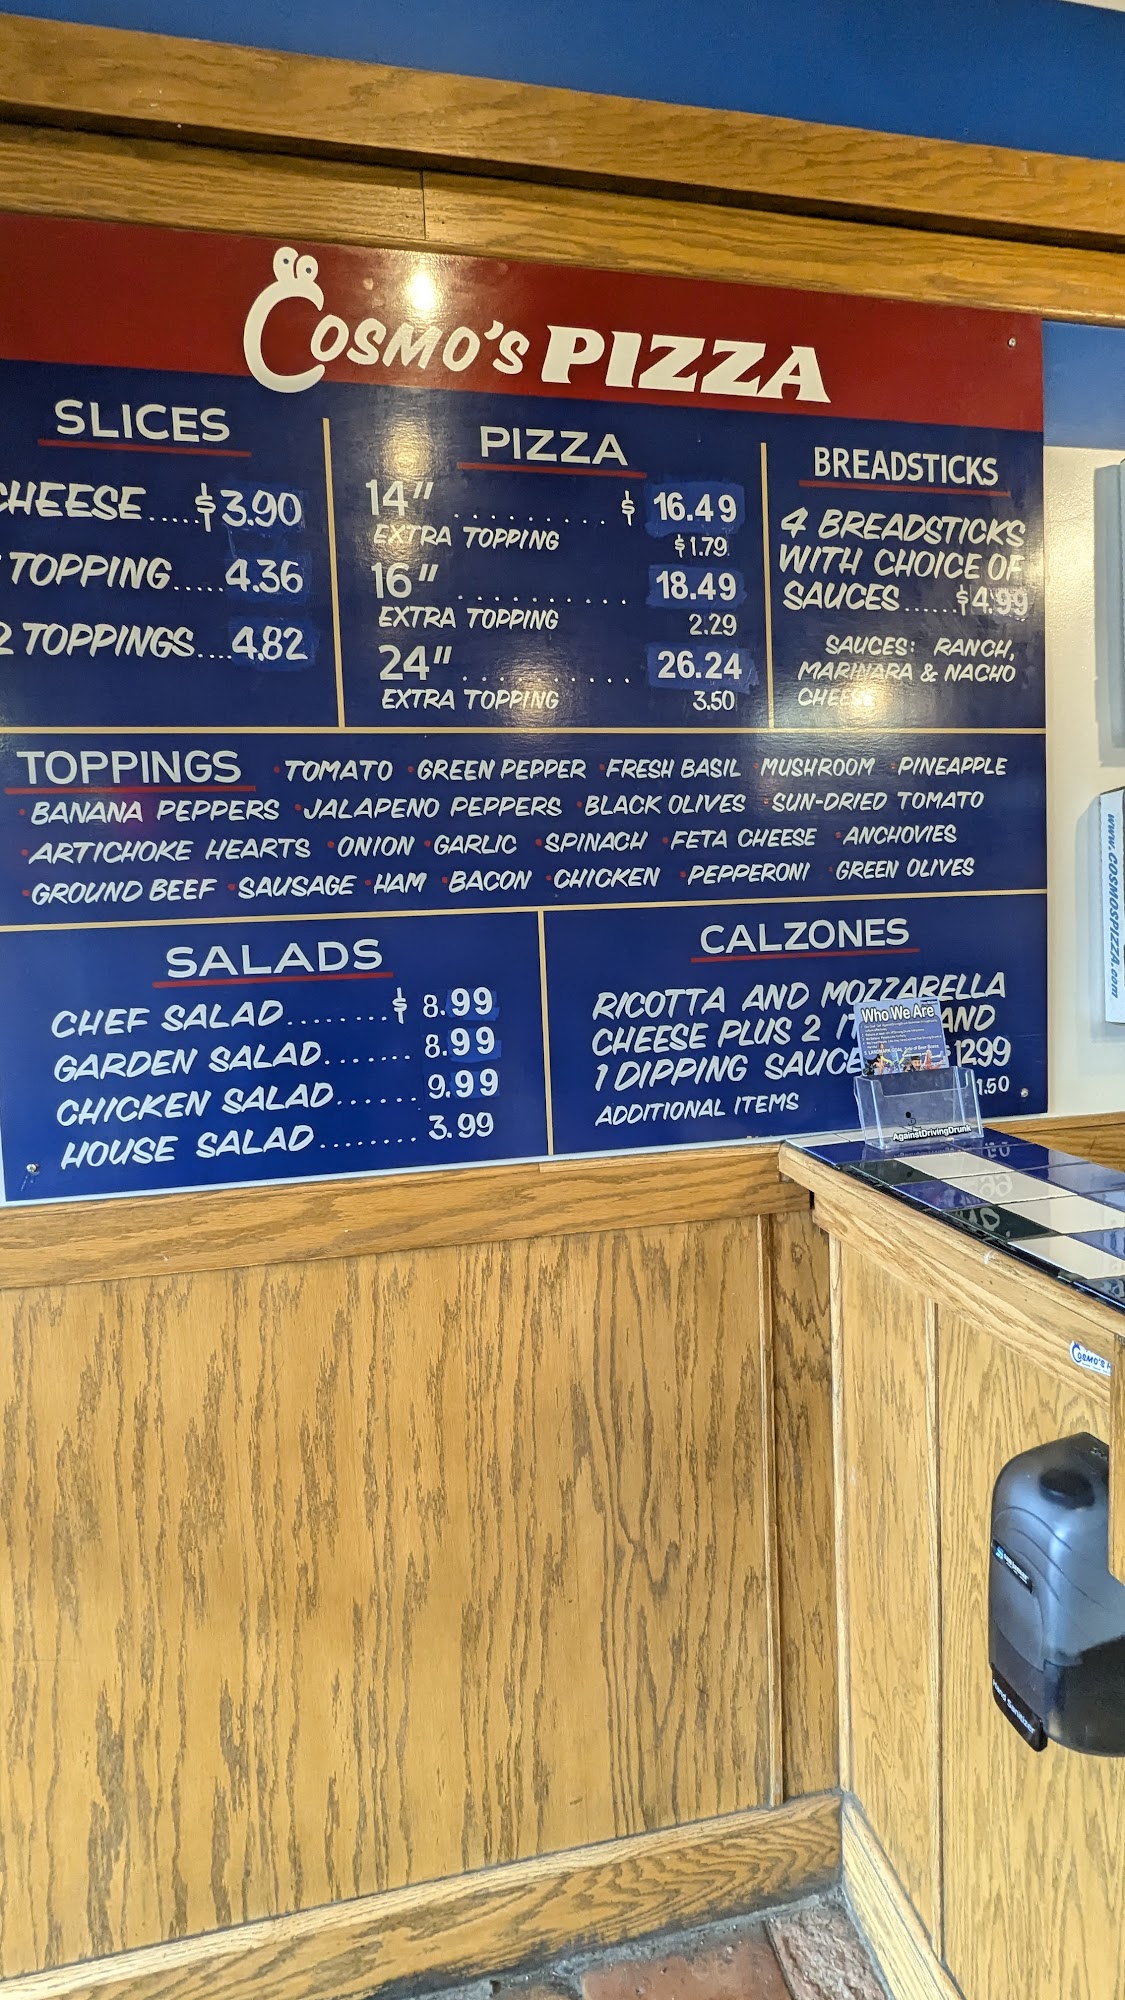 COSMO'S PIZZA
SLICES
CHEESE.....$3.90
TOPPING.....4.36
2 TOPPINGS....4.82
PIZZA
14" .......... $ 16.49
EXTRA TOPPING $1.79
16" .......... 18.49
EXTRA TOPPING 2.29
24" .......... 26.24
EXTRA TOPPING 3.50
BREADSTICKS
4 BREADSTICKS
WITH CHOICE OF
SAUCES......$4.99
SAUCES: RANCH,
MARINARA & NACHO
CHEESE
TOPPINGS •TOMATO •GREEN PEPPER •FRESH BASIL •MUSHROOM •PINEAPPLE
•BANANA PEPPERS •JALAPENO PEPPERS •BLACK OLIVES •SUN-DRIED TOMATO
•ARTICHOKE HEARTS •ONION •GARLIC •SPINACH •FETA CHEESE •ANCHOVIES
•GROUND BEEF •SAUSAGE •HAM •BACON •CHICKEN •PEPPERONI •GREEN OLIVES
SALADS
CHEF SALAD........$ 8.99
GARDEN SALAD....... 8.99
CHICKEN SALAD...... 9.99
HOUSE SALAD........ 3.99
CALZONES
RICOTTA AND MOZZARELLA
CHEESE PLUS 2 IT AND
1 DIPPING SAUCE 12.99
ADDITIONAL ITEMS 1.50
Who We Are
AgainstDrivingDrunk
www.COSMOSPIZZA.com
COSMO'S
Hand Sanitizer